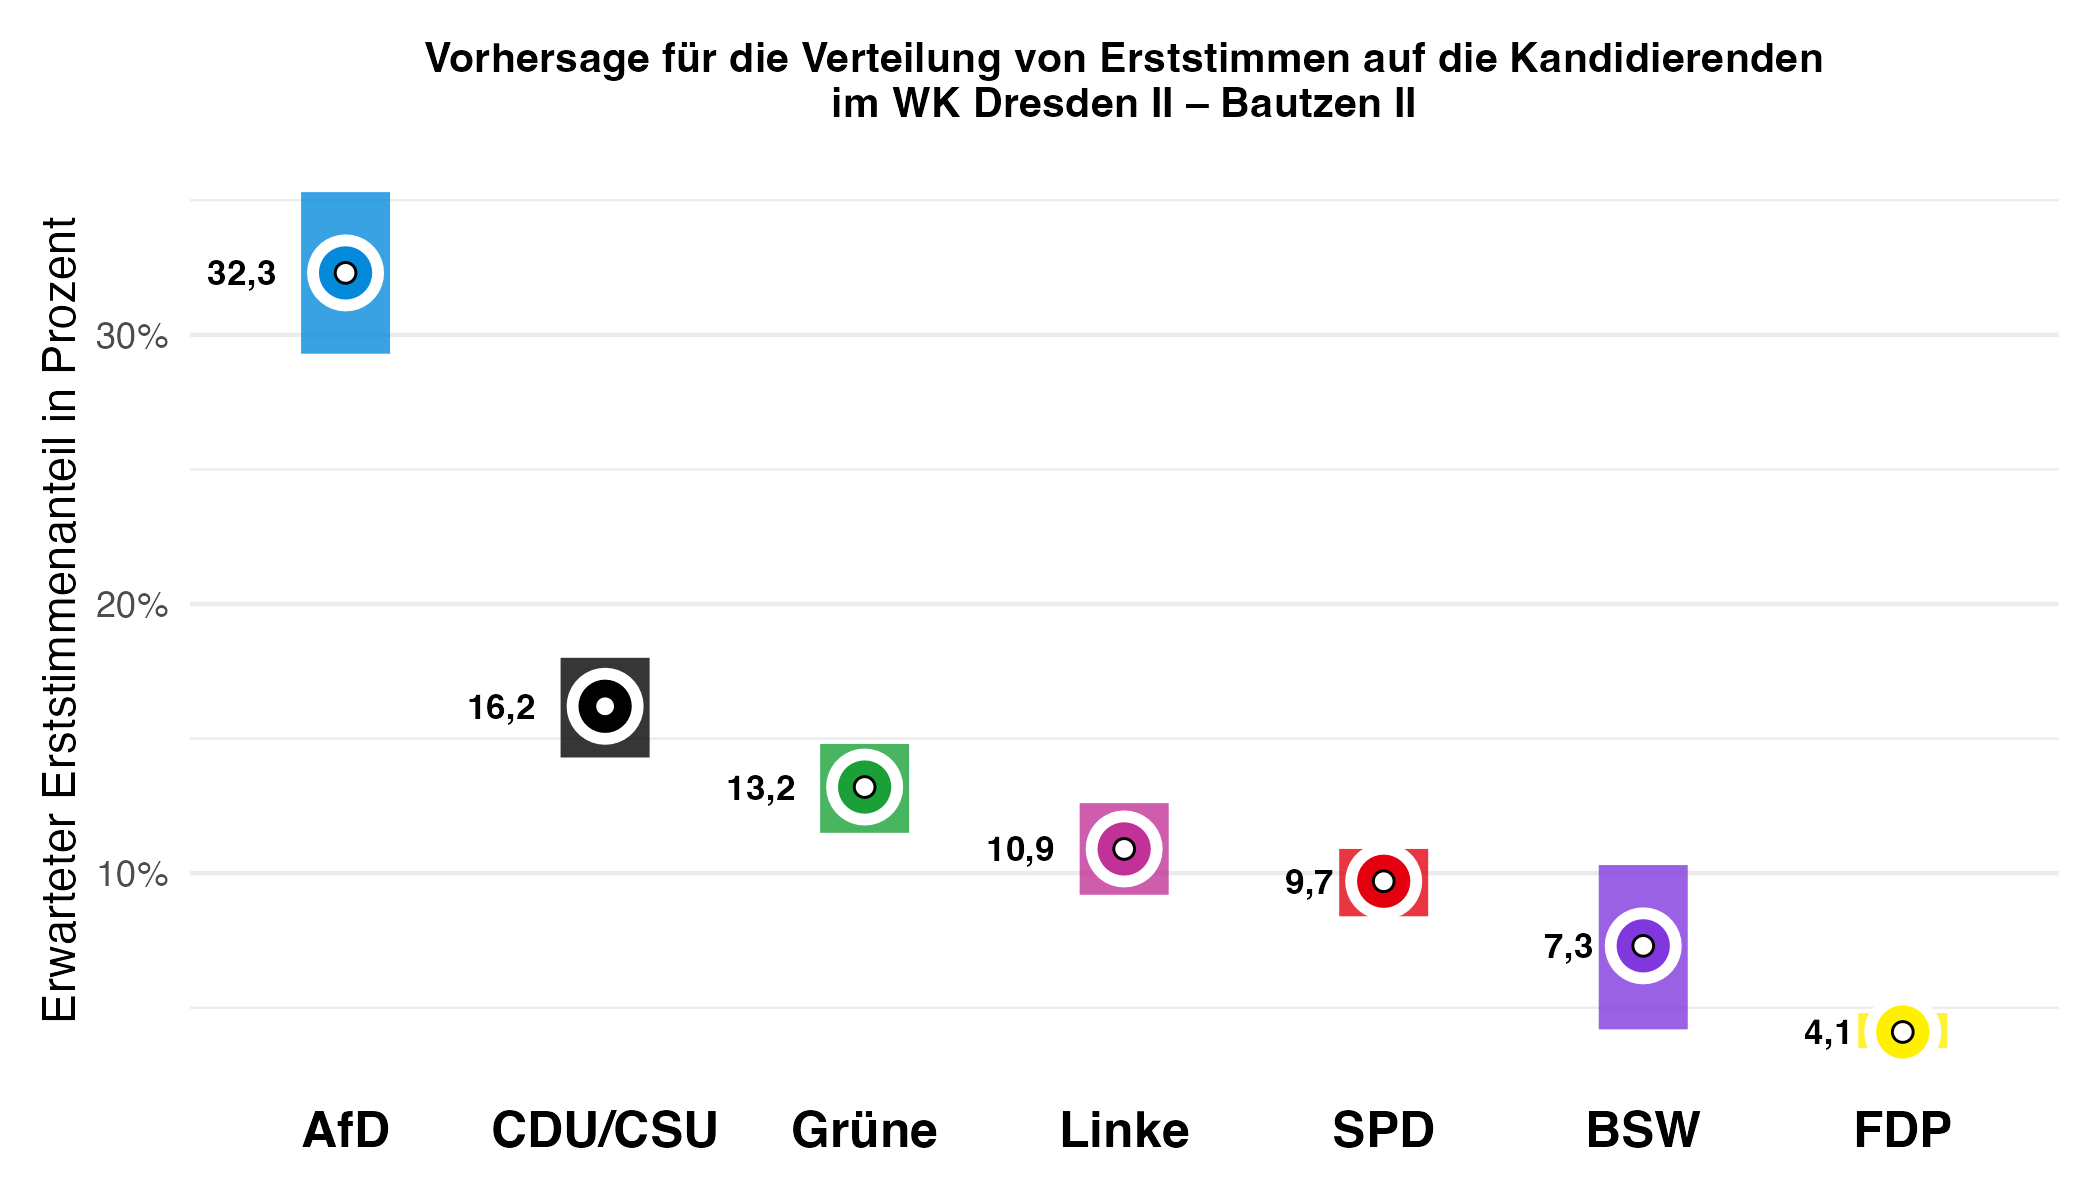 Vorhersage für die Verteilung von Erststimmen auf die Kandidierenden
im WK Dresden II – Bautzen II
Erwarteter Erststimmenanteil in Prozent
30%
20%
10%
32,3
16,2
13,2
10,9
9,7
7,3
4,1
AfD
CDU/CSU
Grüne
Linke
SPD
BSW
FDP